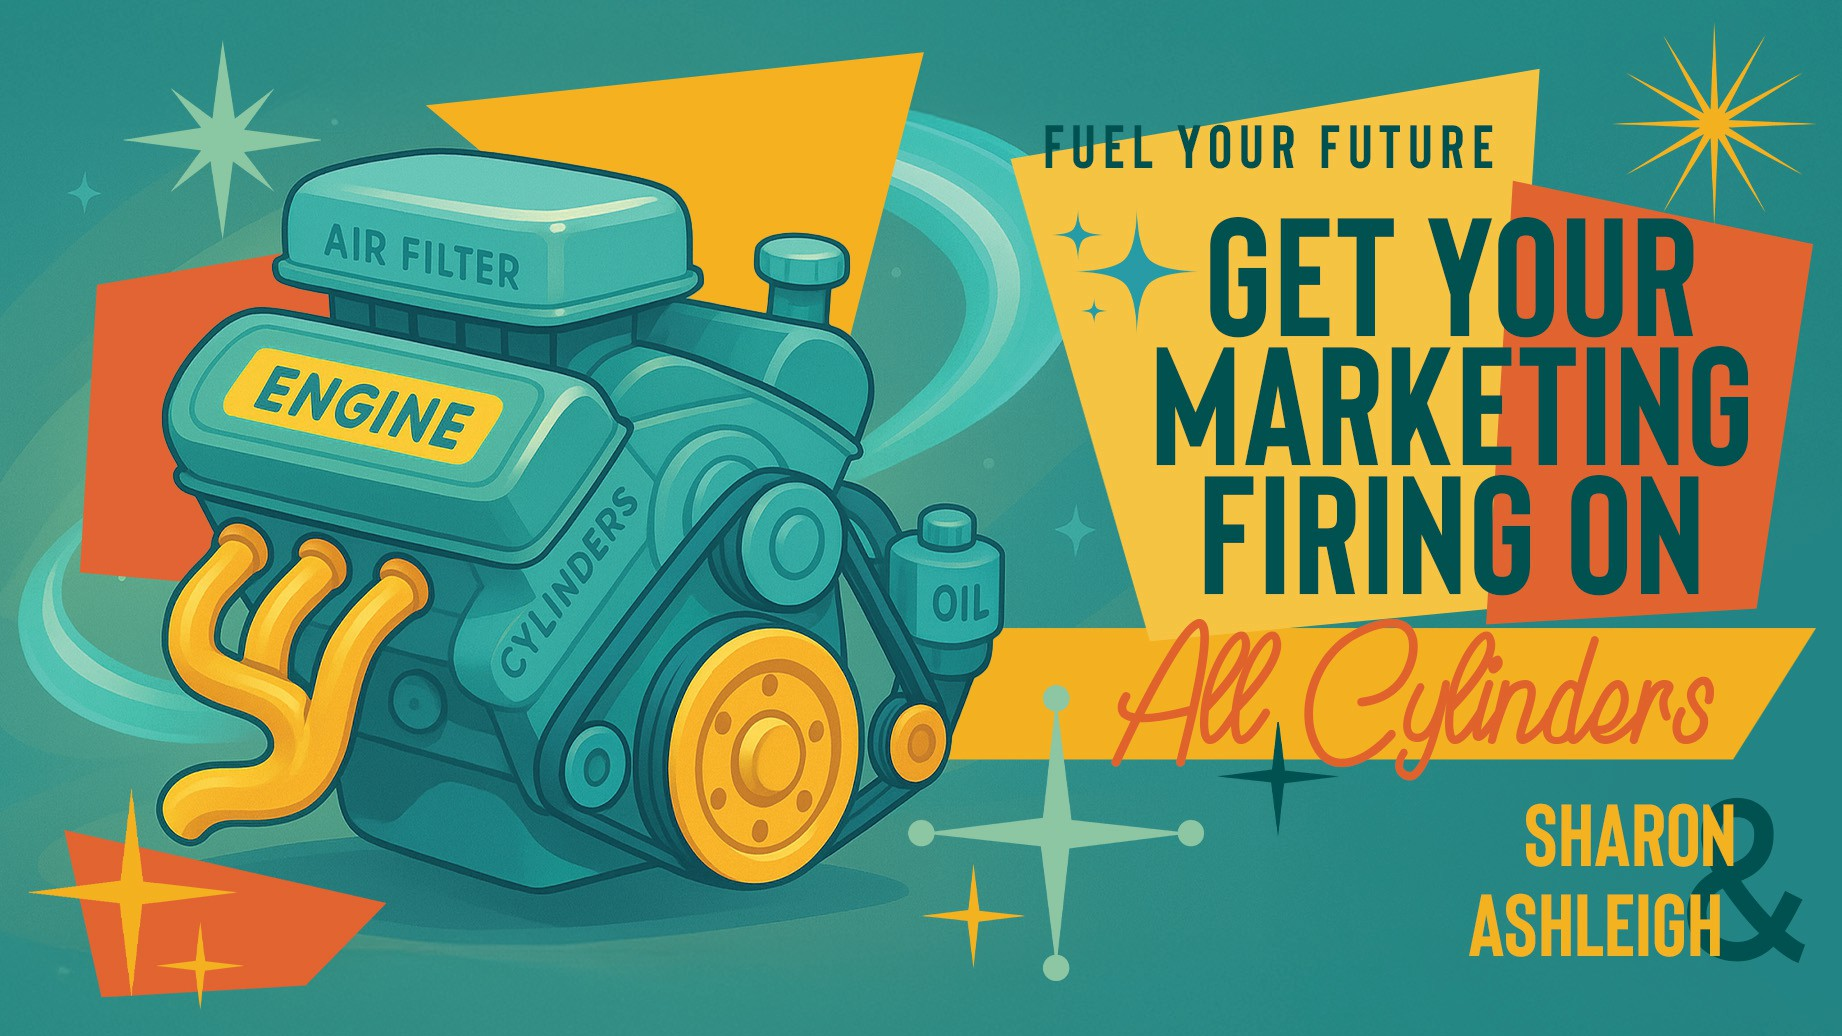 FUEL YOUR FUTURE
GET YOUR
MARKETING
FIRING ON
All Cylinders
SHARON
&
ASHLEIGH
AIR FILTER
ENGINE
CYLINDERS
OIL